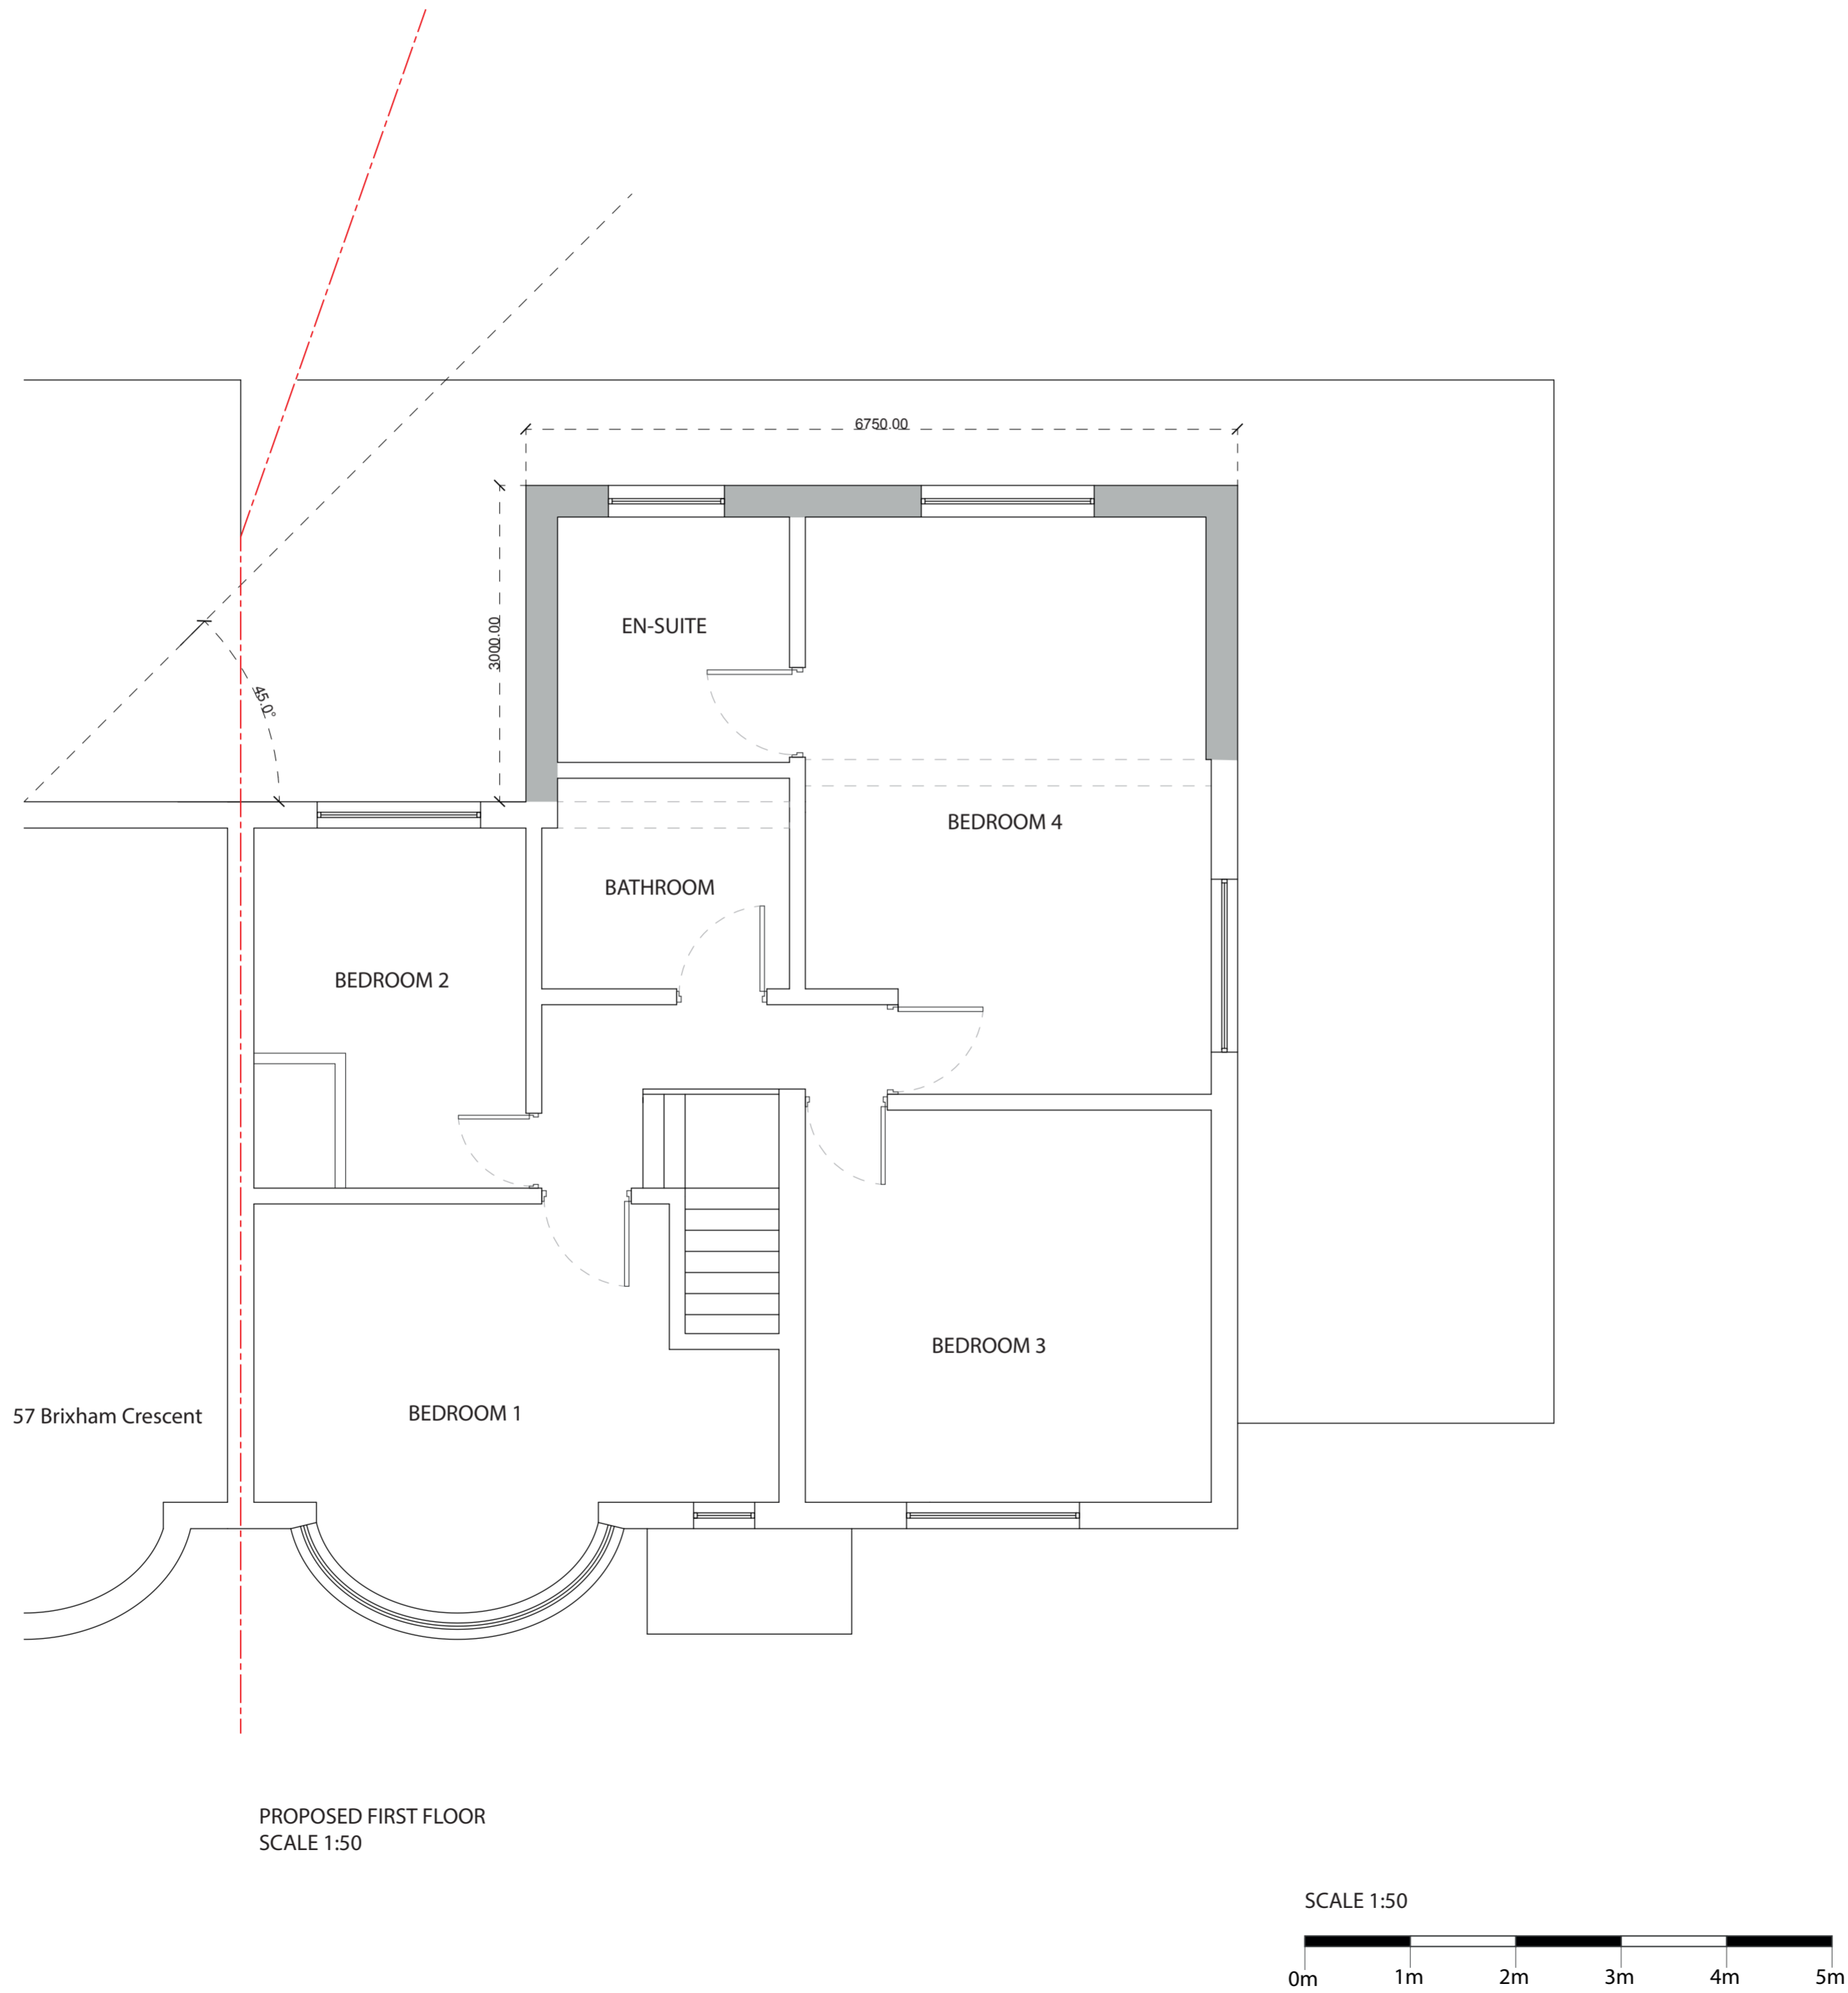 6750.00
3000.00
EN-SUITE
45.0°
BEDROOM 4
BATHROOM
BEDROOM 2
BEDROOM 3
57 Brixham Crescent
BEDROOM 1
PROPOSED FIRST FLOOR
SCALE 1:50
SCALE 1:50
0m 1m 2m 3m 4m 5m